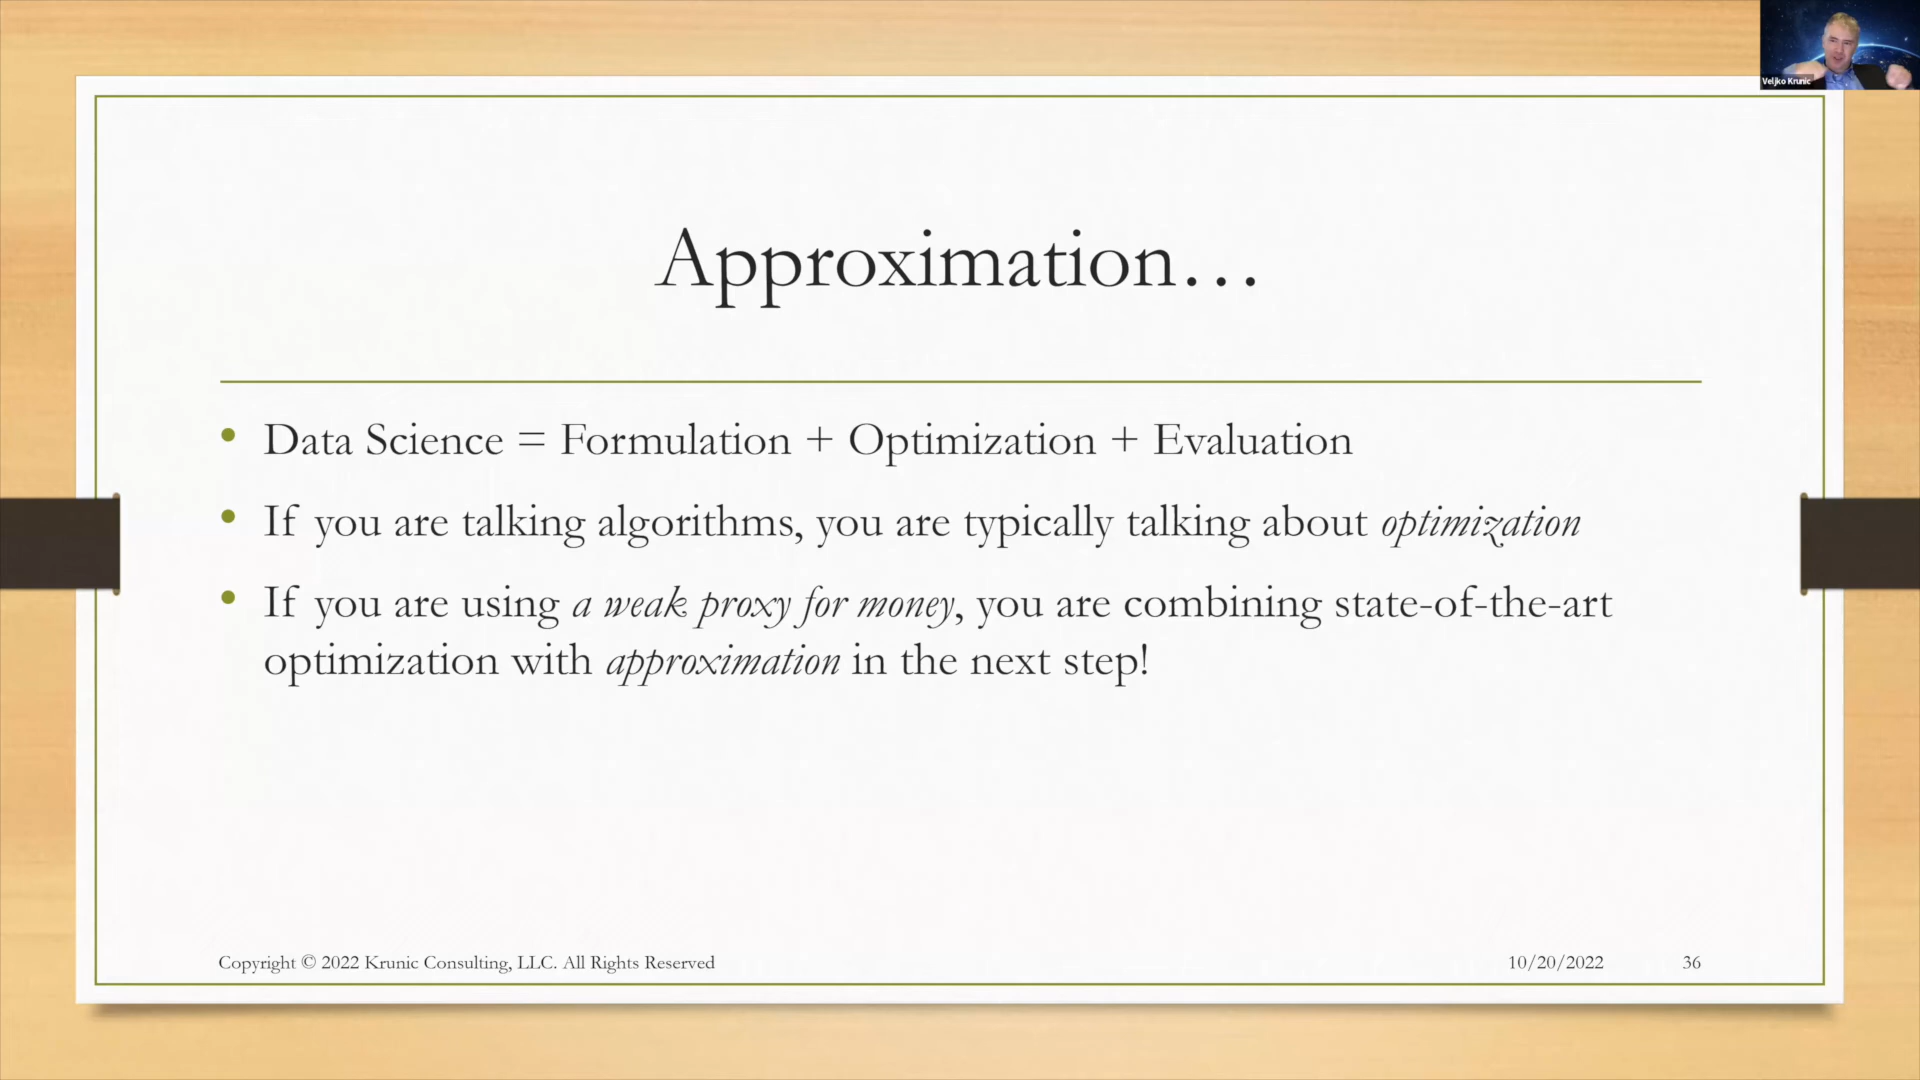 Veljko Krunic
Approximation…
• Data Science = Formulation + Optimization + Evaluation
• If you are talking algorithms, you are typically talking about optimization
• If you are using a weak proxy for money, you are combining state-of-the-art
optimization with approximation in the next step!
Copyright © 2022 Krunic Consulting, LLC. All Rights Reserved 10/20/2022 36